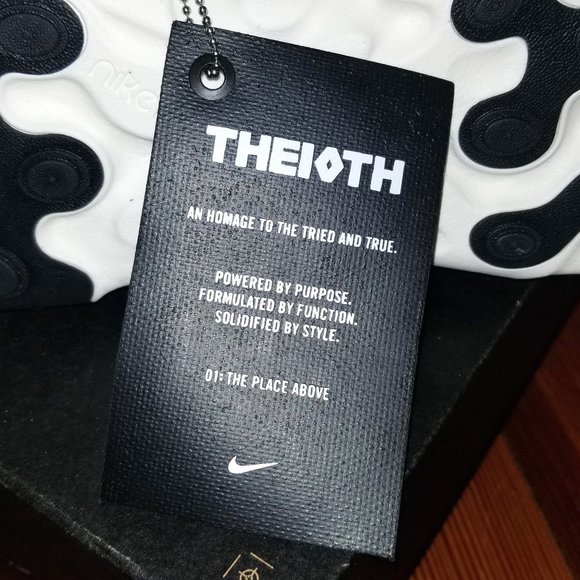 nike
THE10TH
AN HOMAGE TO THE TRIED AND TRUE.
POWERED BY PURPOSE.
FORMULATED BY FUNCTION.
SOLIDIFIED BY STYLE.
01: THE PLACE ABOVE